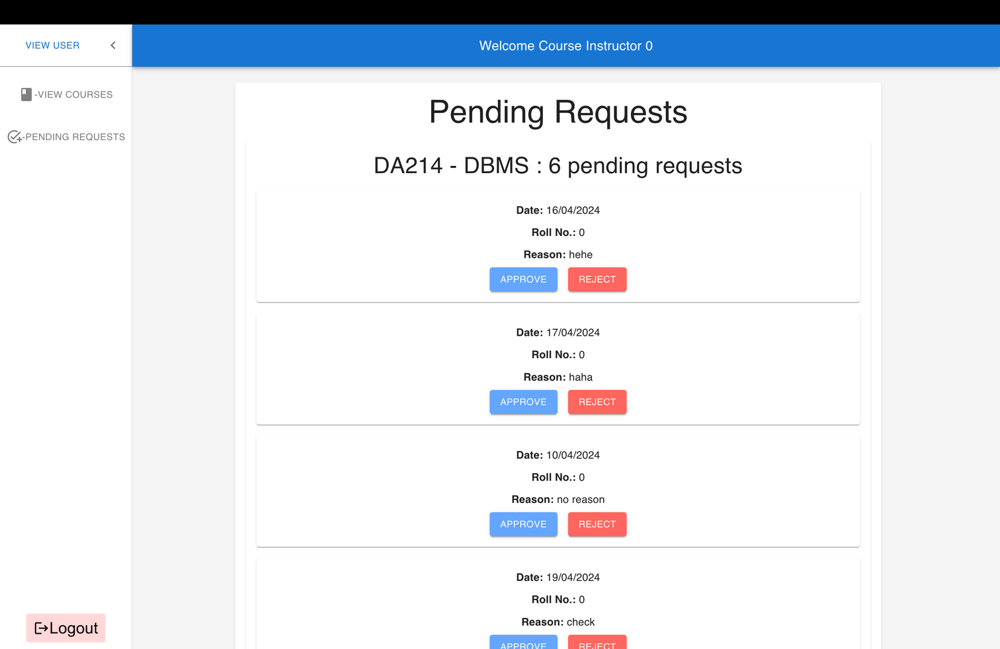 VIEW USER
Welcome Course Instructor 0
-VIEW COURSES
-PENDING REQUESTS
Pending Requests
DA214 - DBMS : 6 pending requests
Date: 16/04/2024
Roll No.: 0
Reason: hehe
APPROVE REJECT
Date: 17/04/2024
Roll No.: 0
Reason: haha
APPROVE REJECT
Date: 10/04/2024
Roll No.: 0
Reason: no reason
APPROVE REJECT
Date: 19/04/2024
Roll No.: 0
Reason: check
APPROVE REJECT
Logout